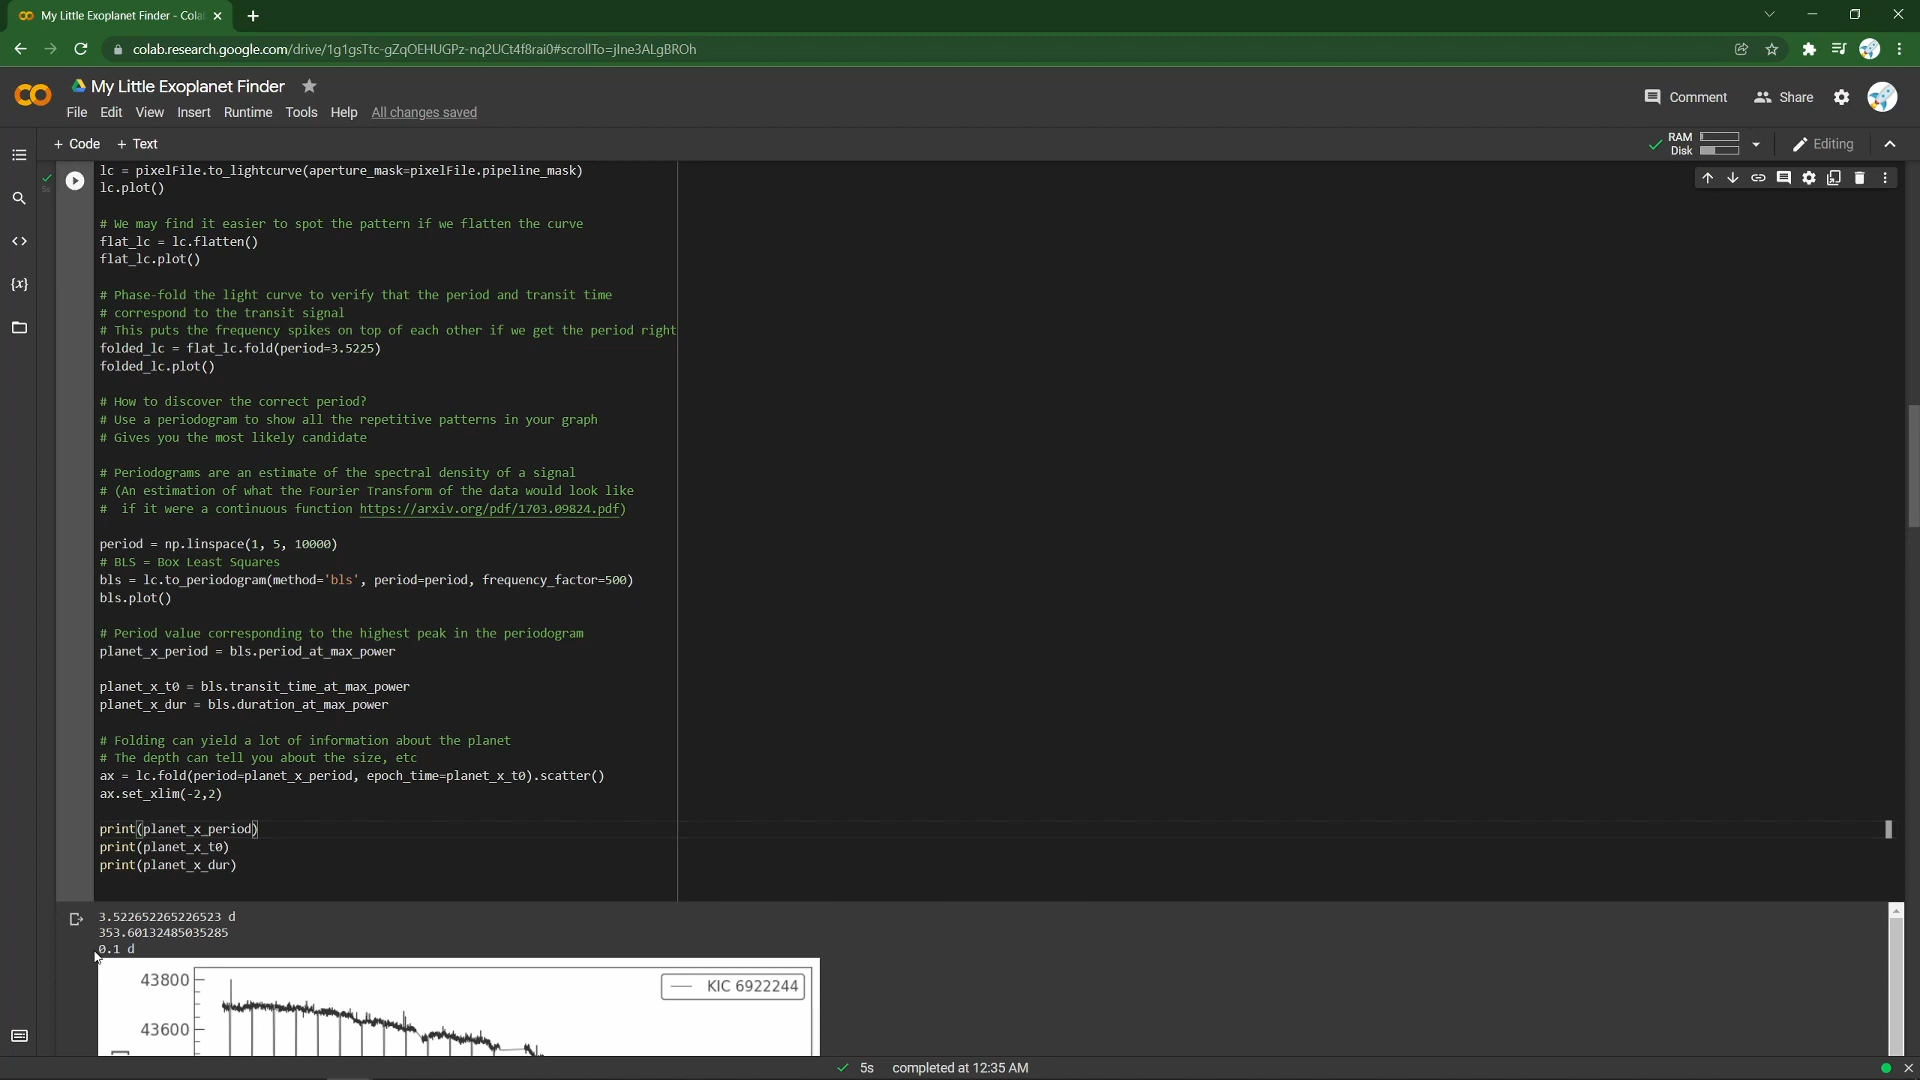 My Little Exoplanet Finder - Cola
colab.research.google.com/drive/1g1gsTtc-gZqOEHUGPz-nq2UCt4f8rai0#scrollTo=jIne3ALgBROh
My Little Exoplanet Finder
File Edit View Insert Runtime Tools Help All changes saved
Comment Share
+ Code + Text
RAM
Disk
Editing
5s
lc = pixelFile.to_lightcurve(aperture_mask=pixelFile.pipeline_mask)
lc.plot()
# We may find it easier to spot the pattern if we flatten the curve
flat_lc = lc.flatten()
flat_lc.plot()
# Phase-fold the light curve to verify that the period and transit time
# correspond to the transit signal
# This puts the frequency spikes on top of each other if we get the period right
folded_lc = flat_lc.fold(period=3.5225)
folded_lc.plot()
# How to discover the correct period?
# Use a periodogram to show all the repetitive patterns in your graph
# Gives you the most likely candidate
# Periodograms are an estimate of the spectral density of a signal
# (An estimation of what the Fourier Transform of the data would look like
#  if it were a continuous function https://arxiv.org/pdf/1703.09824.pdf)
period = np.linspace(1, 5, 10000)
# BLS = Box Least Squares
bls = lc.to_periodogram(method='bls', period=period, frequency_factor=500)
bls.plot()
# Period value corresponding to the highest peak in the periodogram
planet_x_period = bls.period_at_max_power
planet_x_t0 = bls.transit_time_at_max_power
planet_x_dur = bls.duration_at_max_power
# Folding can yield a lot of information about the planet
# The depth can tell you about the size, etc
ax = lc.fold(period=planet_x_period, epoch_time=planet_x_t0).scatter()
ax.set_xlim(-2,2)
print(planet_x_period)
print(planet_x_t0)
print(planet_x_dur)
3.522652265226523 d
353.60132485035285
0.1 d
43800
KIC 6922244
43600
5s completed at 12:35 AM